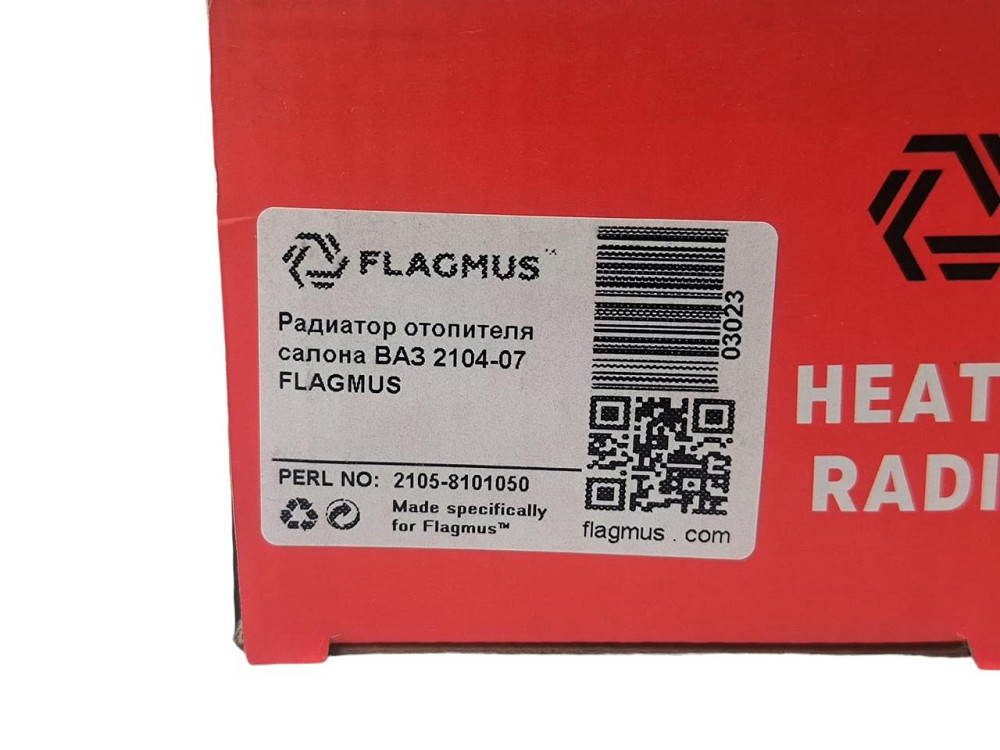 FLAGMUS™
Радиатор отопителя
салона ВАЗ 2104-07
FLAGMUS
PERL NO: 2105-8101050
Made specifically
for Flagmus™
03023
flagmus . com
HEAT
RADI